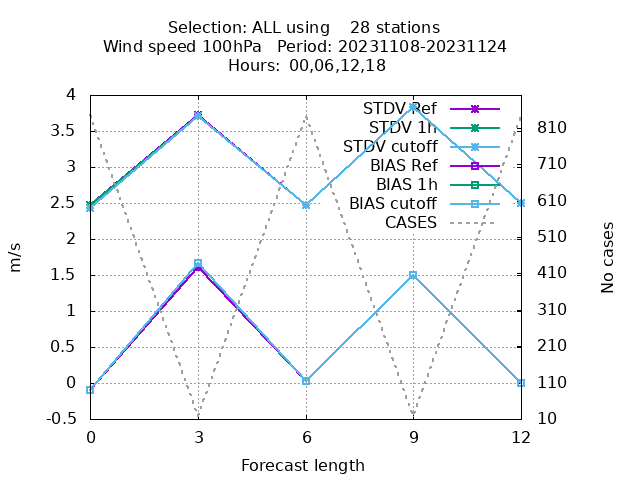 Selection: ALL using    28 stations
Wind speed 100hPa   Period: 20231108-20231124
Hours: 00,06,12,18
STDV Ref
STDV 1h
STDV cutoff
BIAS Ref
BIAS 1h
BIAS cutoff
CASES
4
3.5
3
2.5
2
1.5
1
0.5
0
-0.5
810
710
610
510
410
310
210
110
10
m/s
No cases
0 3 6 9 12
Forecast length